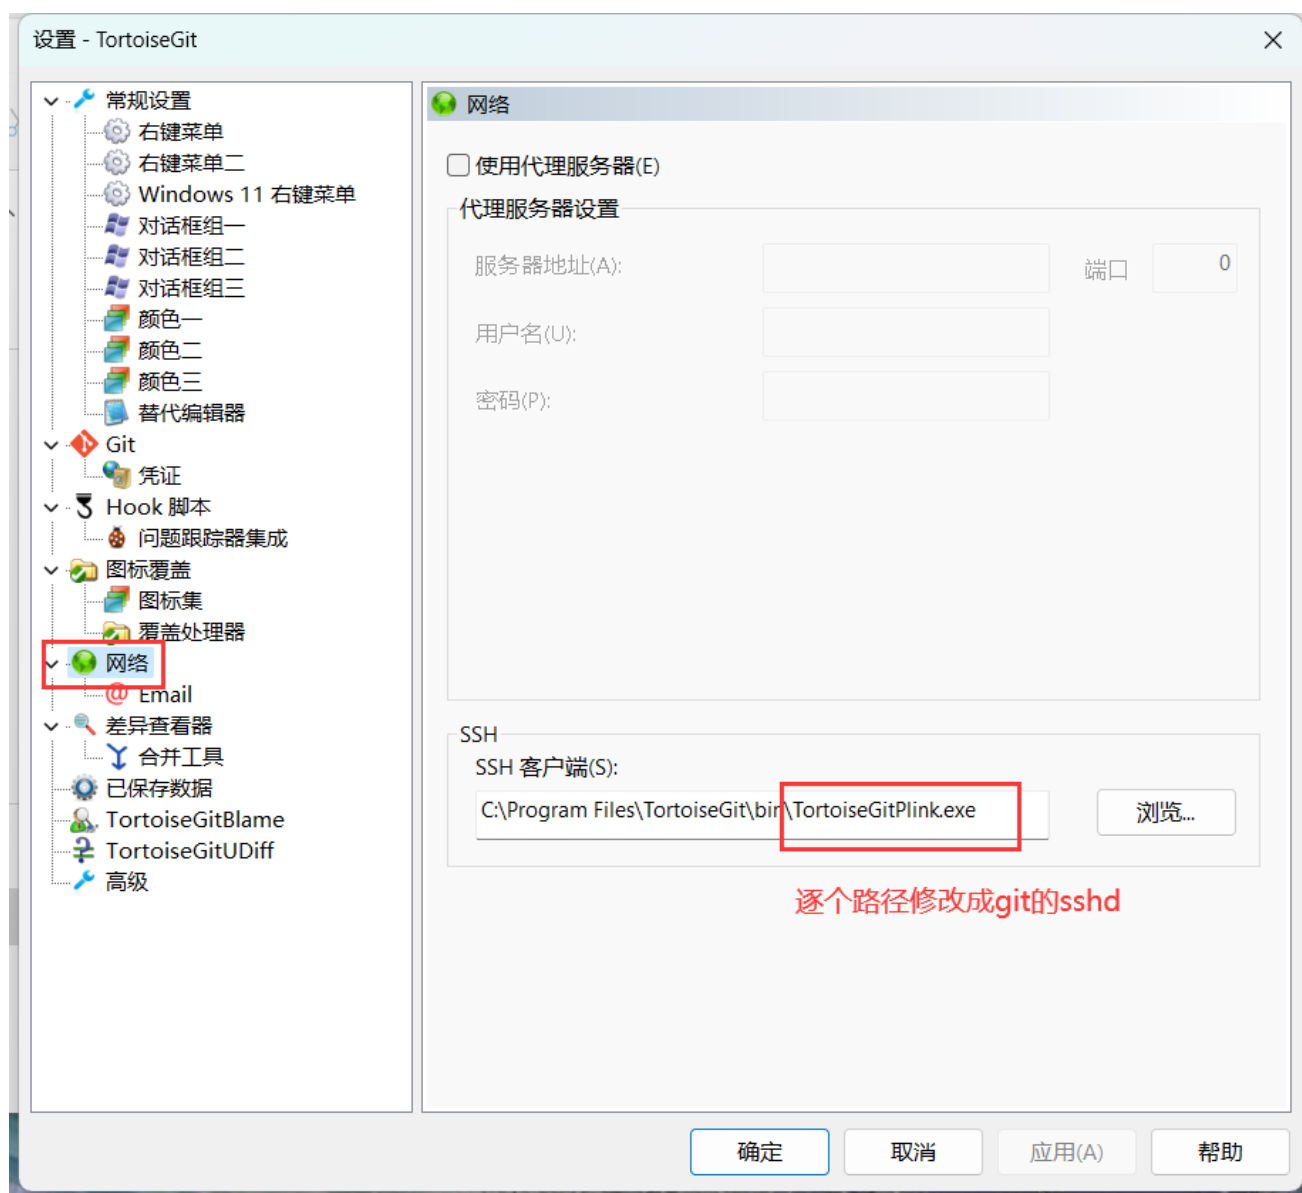 设置 - TortoiseGit
常规设置
右键菜单
右键菜单二
Windows 11 右键菜单
对话框组一
对话框组二
对话框组三
颜色一
颜色二
颜色三
替代编辑器
Git
凭证
Hook 脚本
问题跟踪器集成
图标覆盖
图标集
覆盖处理器
网络
Email
差异查看器
合并工具
已保存数据
TortoiseGitBlame
TortoiseGitUDiff
高级
网络
使用代理服务器(E)
代理服务器设置
服务器地址(A):
端口
0
用户名(U):
密码(P):
SSH
SSH 客户端(S):
C:\Program Files\TortoiseGit\bin\TortoiseGitPlink.exe
浏览...
逐个路径修改成git的sshd
确定
取消
应用(A)
帮助